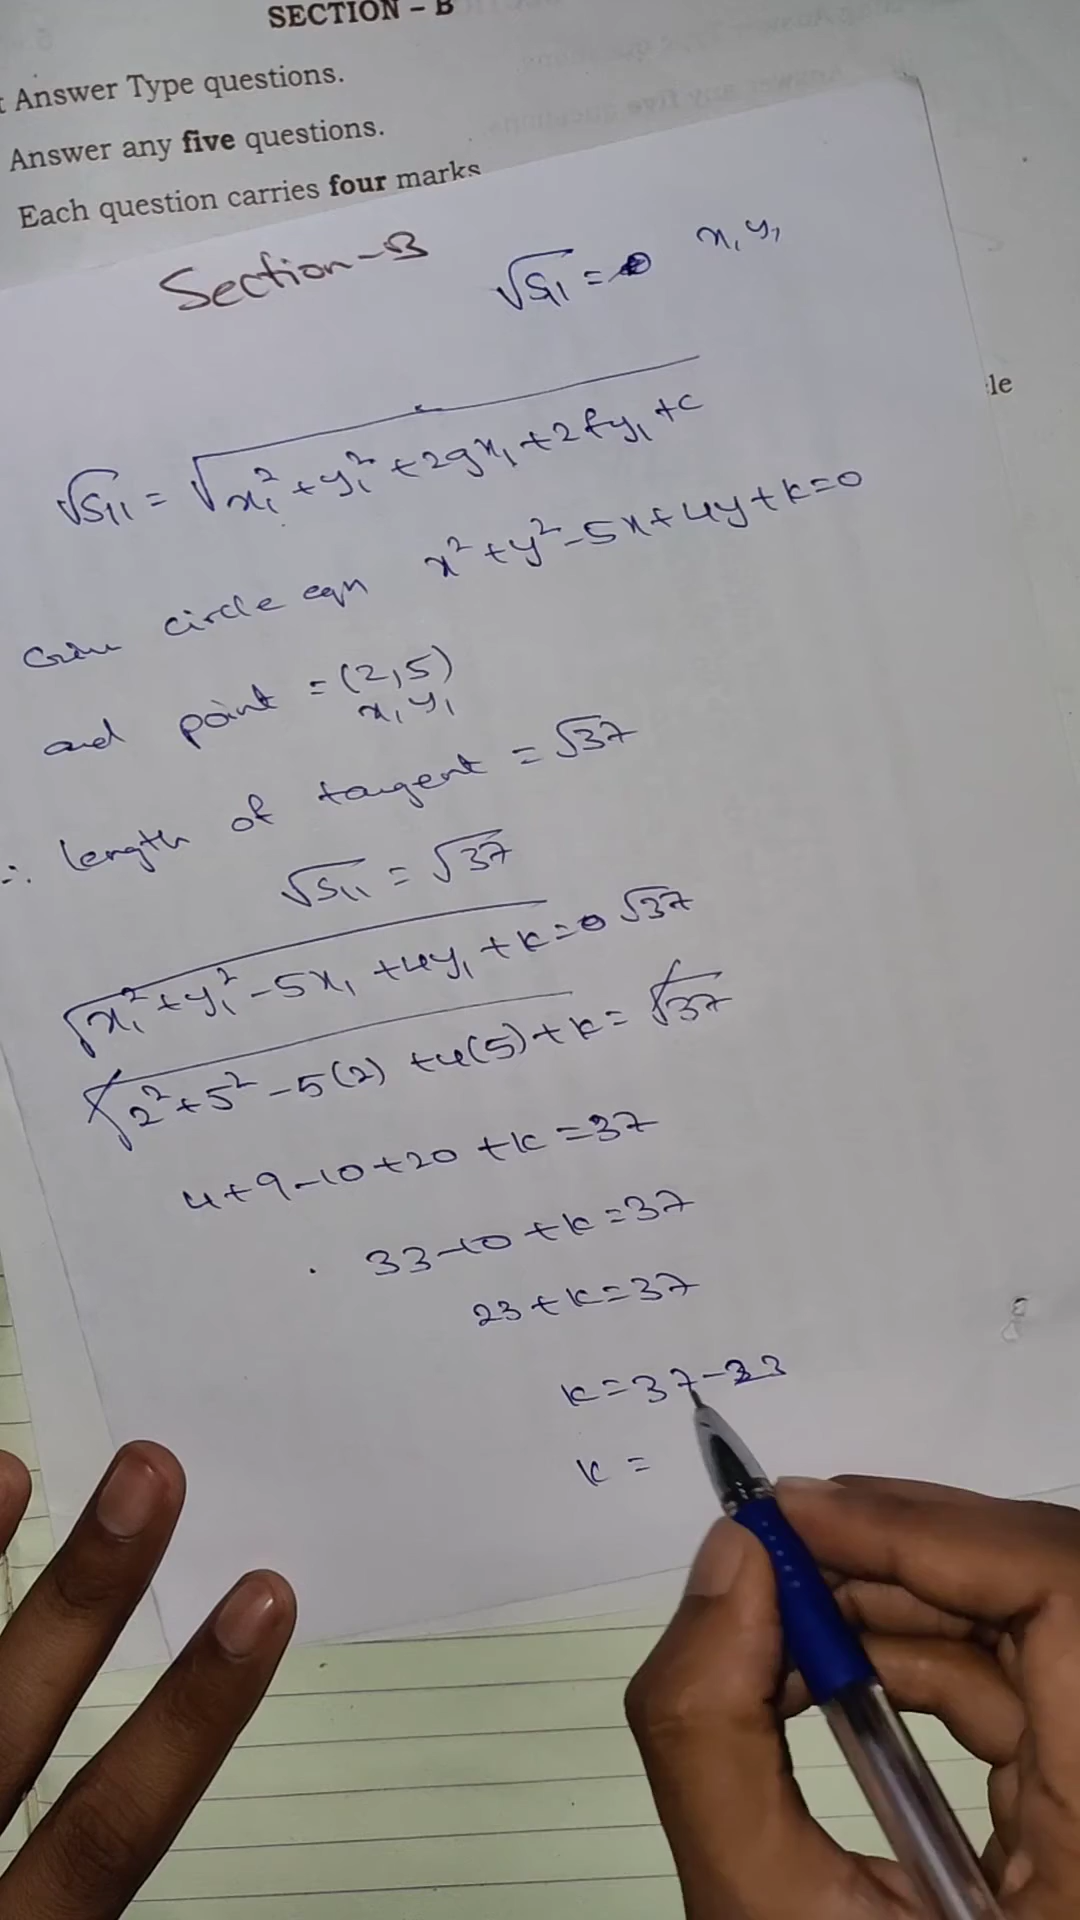 SECTION - B
Answer Type questions.
Answer any five questions.
Each question carries four marks
Section-B
√S11 = x1 y1
le
√S11 = √x1² + y1² + 2gx1 + 2fy1 + c
circle eqn x² + y² - 5x + 4y + k = 0
and point = (2,5)
x1 y1
∴ length of tangent = √37
√S11 = √37
√x1² + y1² - 5x1 + 4y1 + k = √37
√2² + 5² - 5(2) + 4(5) + k = √37
4 + 9 - 10 + 20 + k = 37
33 - 10 + k = 37
23 + k = 37
k = 37 - 23
k =